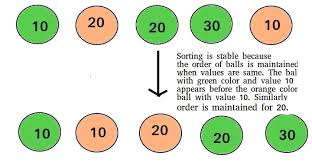 10 20 20 30 10
Sorting is stable because
the order of balls is maintained
when values are same. The bal
with green color and value 10
appears before the orange color
ball with value 10. Similarly
order is maintained for 20.
10 10 20 20 30